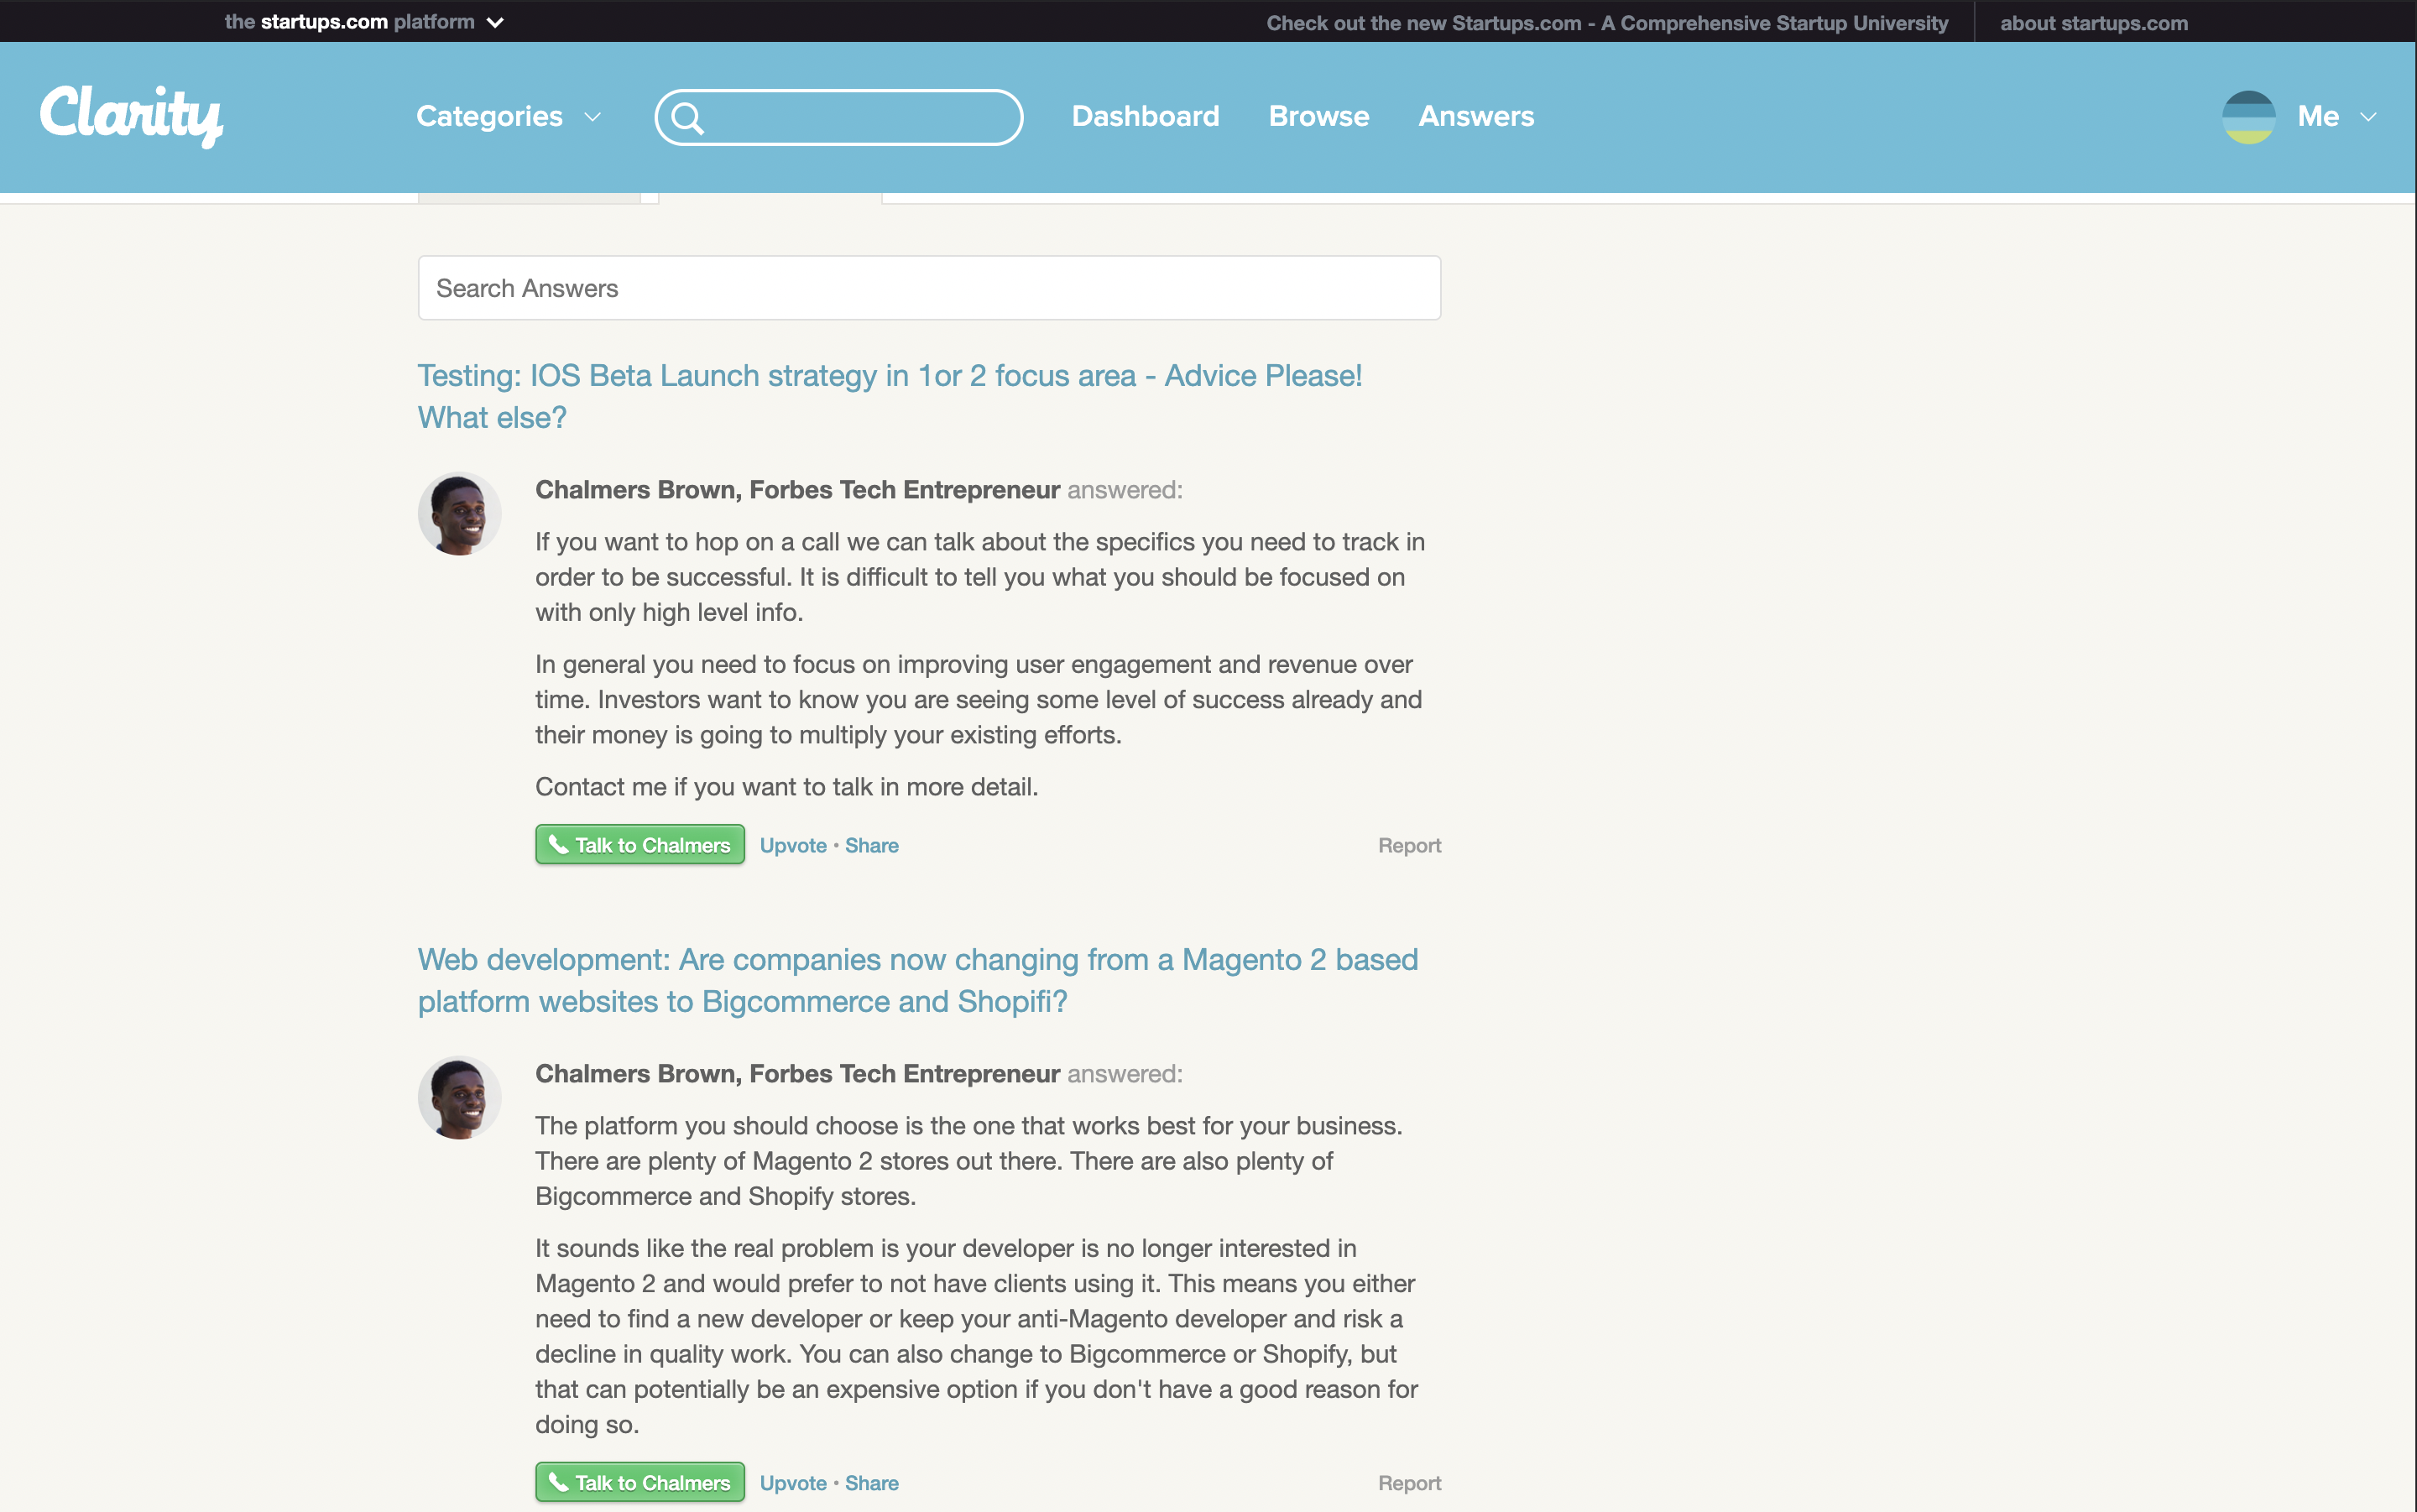 the startups.com platform
Check out the new Startups.com - A Comprehensive Startup University
about startups.com
Clarity
Categories
Dashboard
Browse
Answers
Me
Search Answers
Testing: IOS Beta Launch strategy in 1or 2 focus area - Advice Please!
What else?
Chalmers Brown, Forbes Tech Entrepreneur answered:
If you want to hop on a call we can talk about the specifics you need to track in
order to be successful. It is difficult to tell you what you should be focused on
with only high level info.
In general you need to focus on improving user engagement and revenue over
time. Investors want to know you are seeing some level of success already and
their money is going to multiply your existing efforts.
Contact me if you want to talk in more detail.
Talk to Chalmers
Upvote • Share
Report
Web development: Are companies now changing from a Magento 2 based
platform websites to Bigcommerce and Shopifi?
Chalmers Brown, Forbes Tech Entrepreneur answered:
The platform you should choose is the one that works best for your business.
There are plenty of Magento 2 stores out there. There are also plenty of
Bigcommerce and Shopify stores.
It sounds like the real problem is your developer is no longer interested in
Magento 2 and would prefer to not have clients using it. This means you either
need to find a new developer or keep your anti-Magento developer and risk a
decline in quality work. You can also change to Bigcommerce or Shopify, but
that can potentially be an expensive option if you don't have a good reason for
doing so.
Talk to Chalmers
Upvote • Share
Report